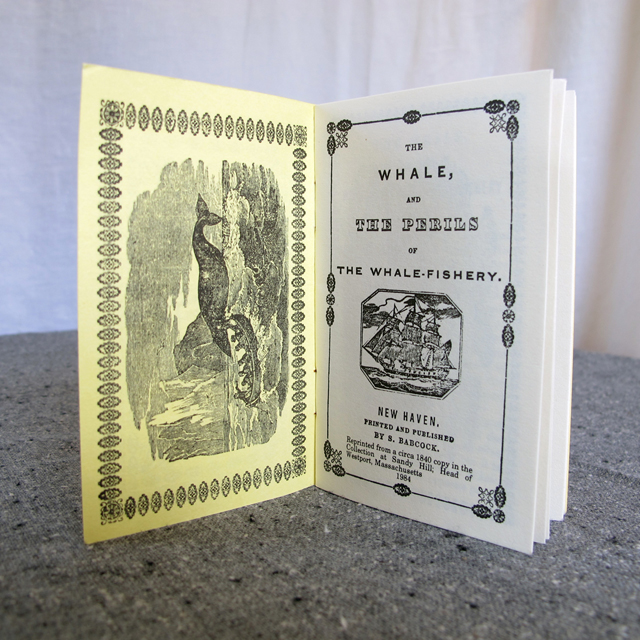 THE
WHALE,
AND
THE PERILS
OF
THE WHALE-FISHERY.
NEW HAVEN.
PRINTED AND PUBLISHED
BY S. BABCOCK.
Reprinted from a circa 1840 copy in the
Collection at Sandy Hill, Head of
Westport, Massachusetts
1984